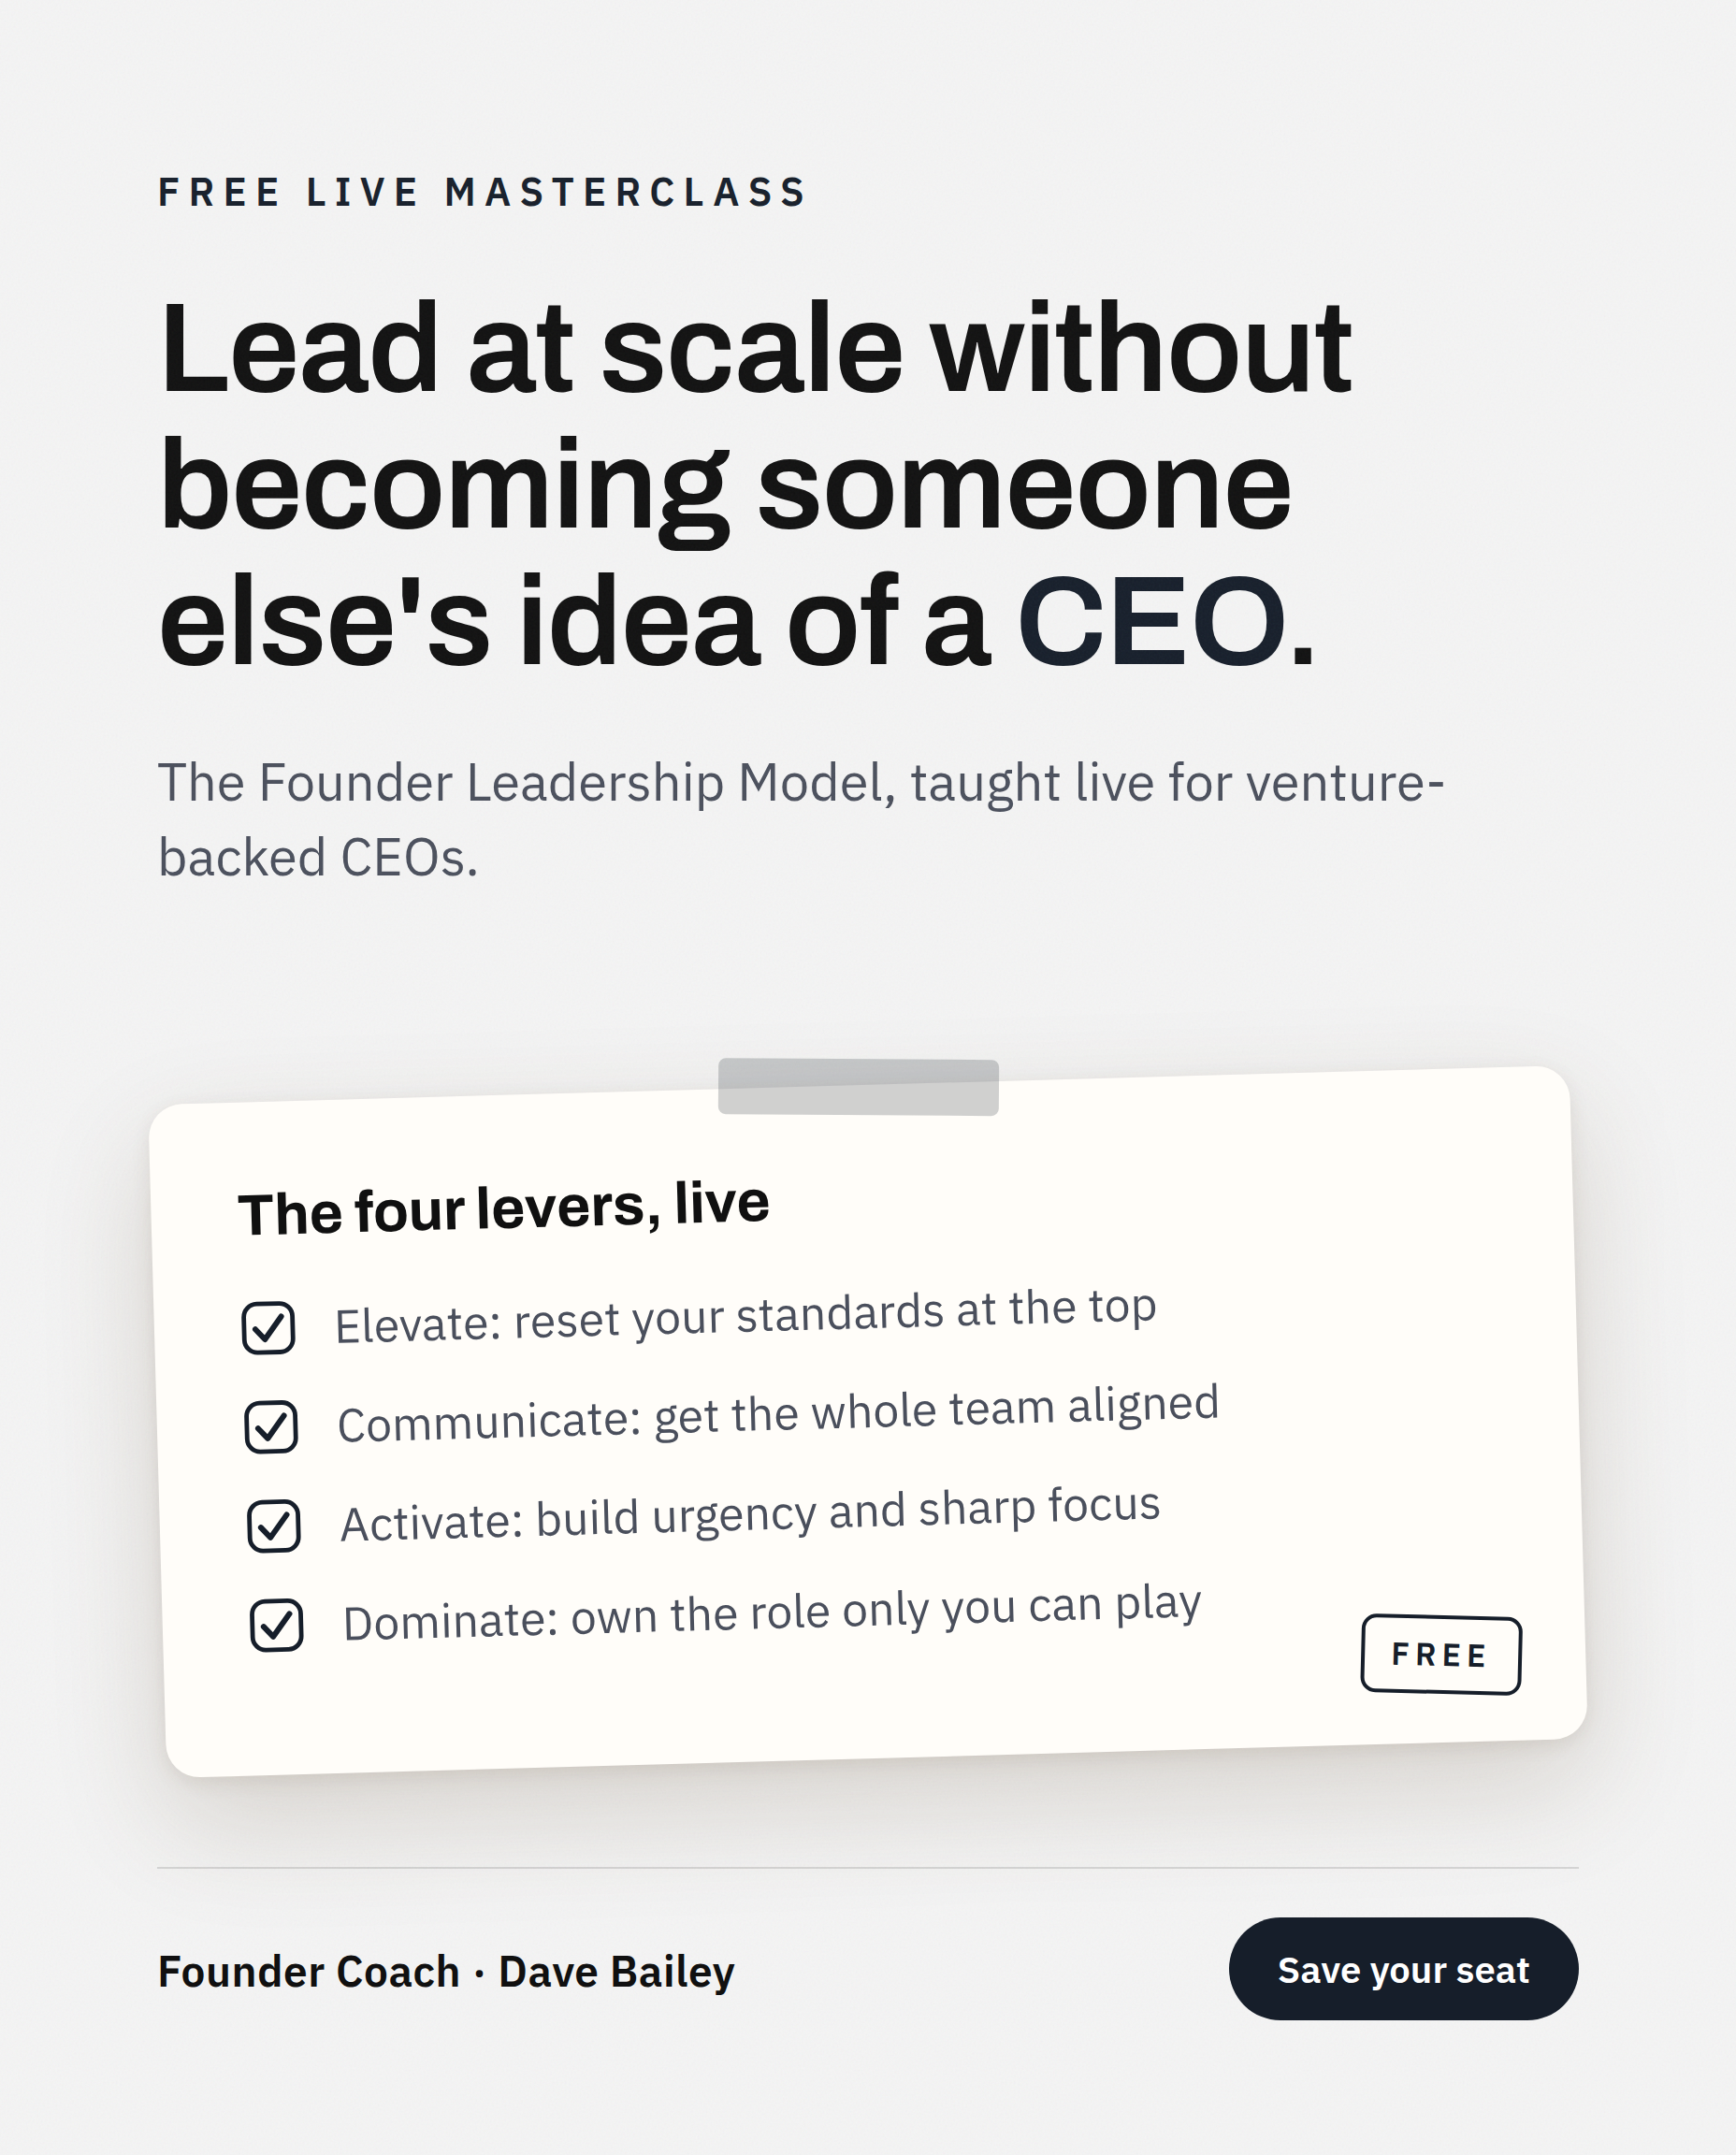 FREE LIVE MASTERCLASS
Lead at scale without
becoming someone
else's idea of a CEO.
The Founder Leadership Model, taught live for venture-
backed CEOs.
The four levers, live
Elevate: reset your standards at the top
Communicate: get the whole team aligned
Activate: build urgency and sharp focus
Dominate: own the role only you can play
FREE
Founder Coach · Dave Bailey
Save your seat